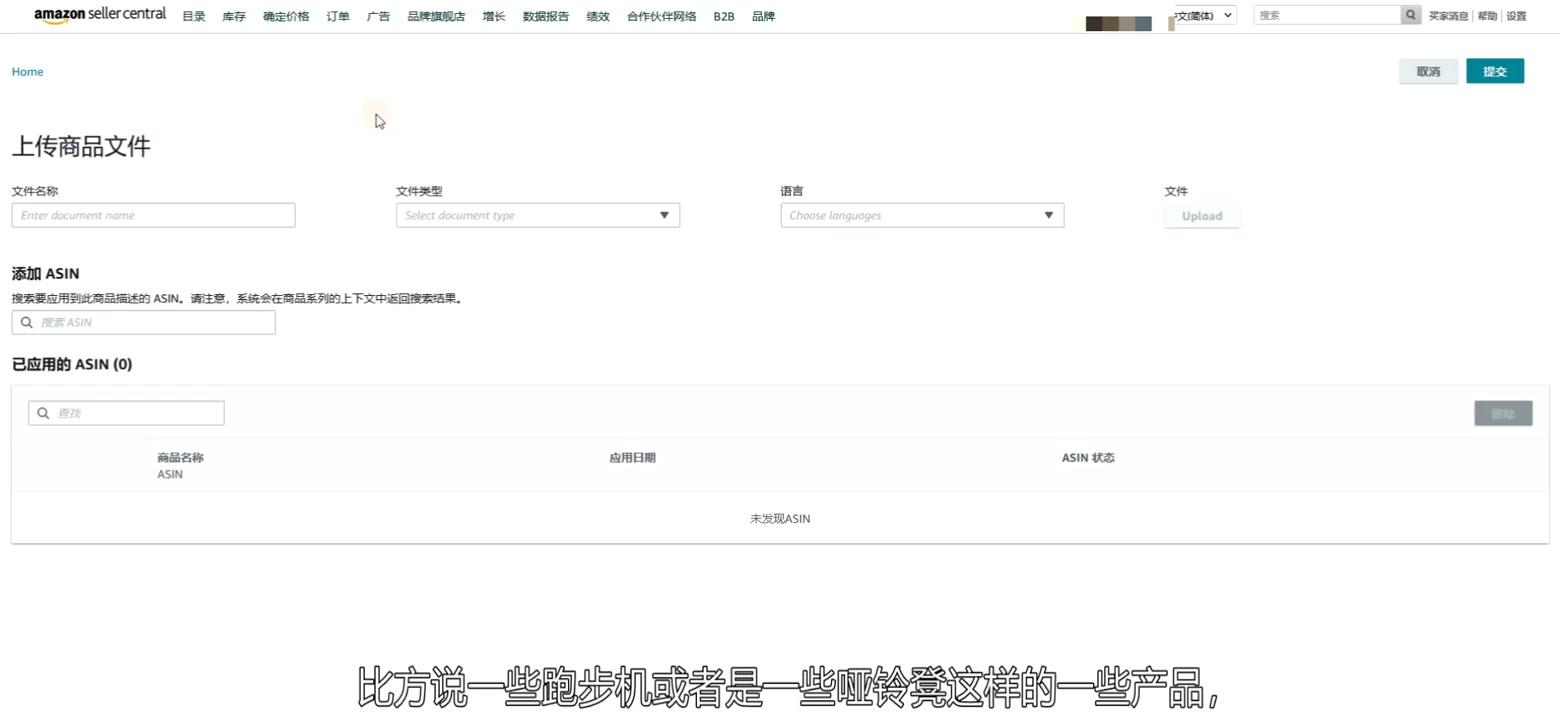 amazon seller central 目录 库存 确定价格 订单 广告 品牌旗舰店 增长 数据报告 绩效 合作伙伴网络 B2B 品牌 文(简体) 搜索 买家消息 | 帮助 | 设置
Home 取消 提交
上传商品文件
文件名称 文件类型 语言 文件
Enter document name Select document type Choose languages Upload
添加 ASIN
搜索要应用到此商品描述的 ASIN。请注意，系统会在商品系列的上下文中返回搜索结果。
搜索 ASIN
已应用的 ASIN (0)
查找 删除
商品名称 应用日期 ASIN 状态
ASIN
未发现ASIN
比方说一些跑步机或者是一些哑铃凳这样的一些产品，